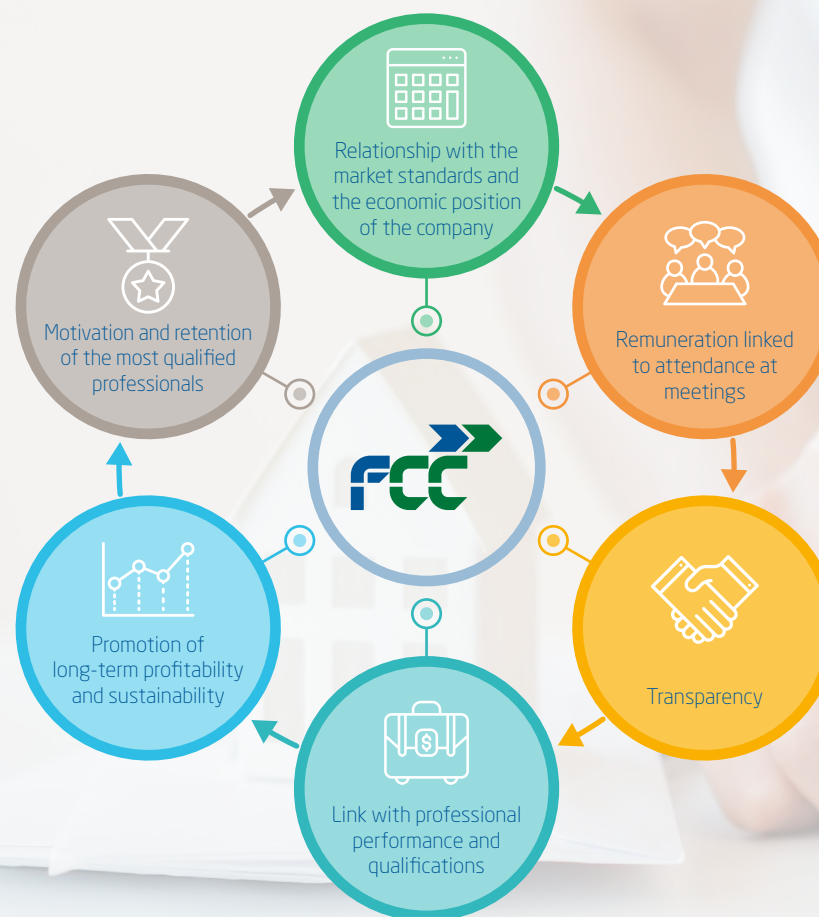 Relationship with the
market standards and
the economic position
of the company
Remuneration linked
to attendance at
meetings
Transparency
$
Link with professional
performance and
qualifications
Promotion of
long-term profitability
and sustainability
Motivation and retention
of the most qualified
professionals
FCC